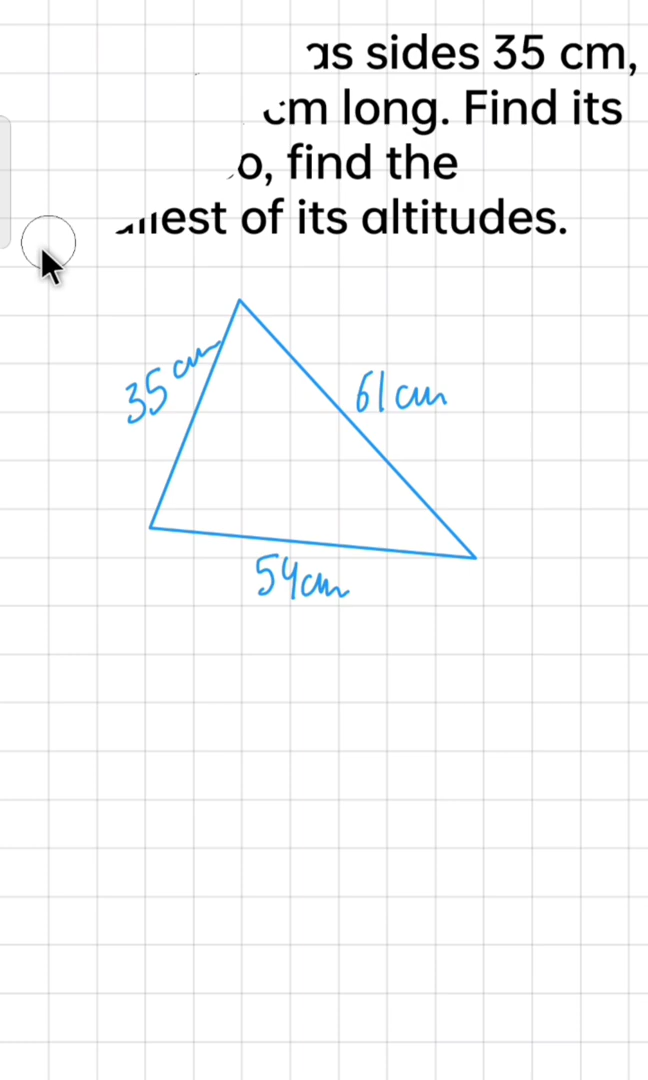 sides 35 cm,
long. Find its
find the
of its altitudes.
35 cm
61 cm
54 cm